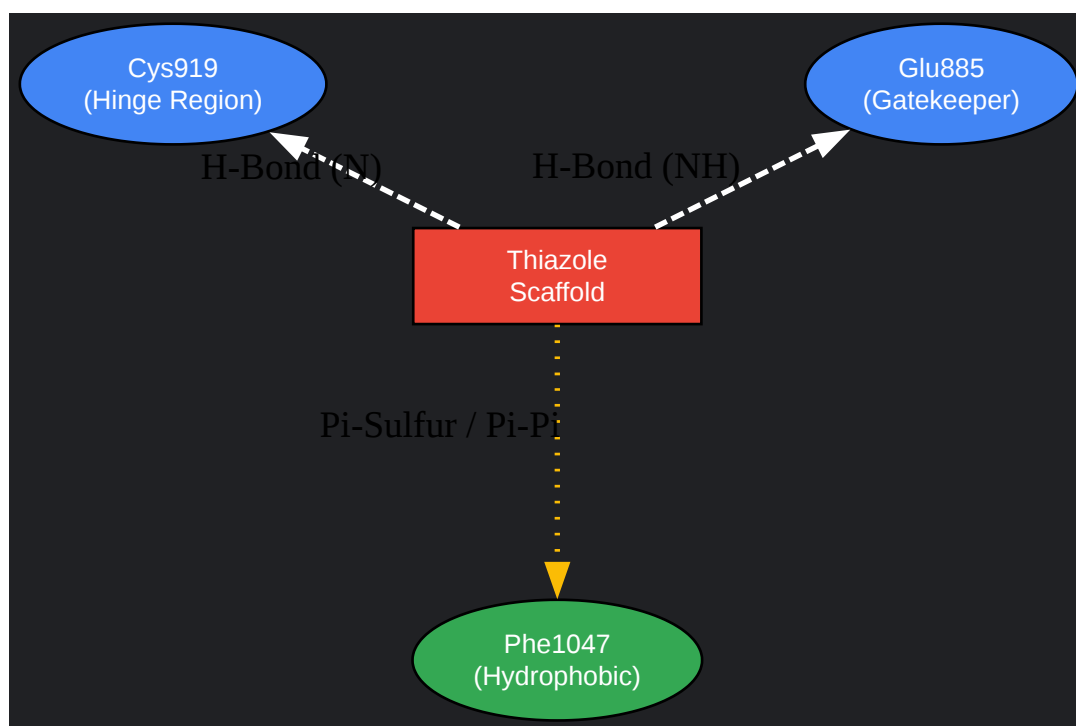 Cys919
(Hinge Region)
Glu885
(Gatekeeper)
H-Bond (N)
H-Bond (NH)
Thiazole
Scaffold
Pi-Sulfur / Pi-Pi
Phe1047
(Hydrophobic)